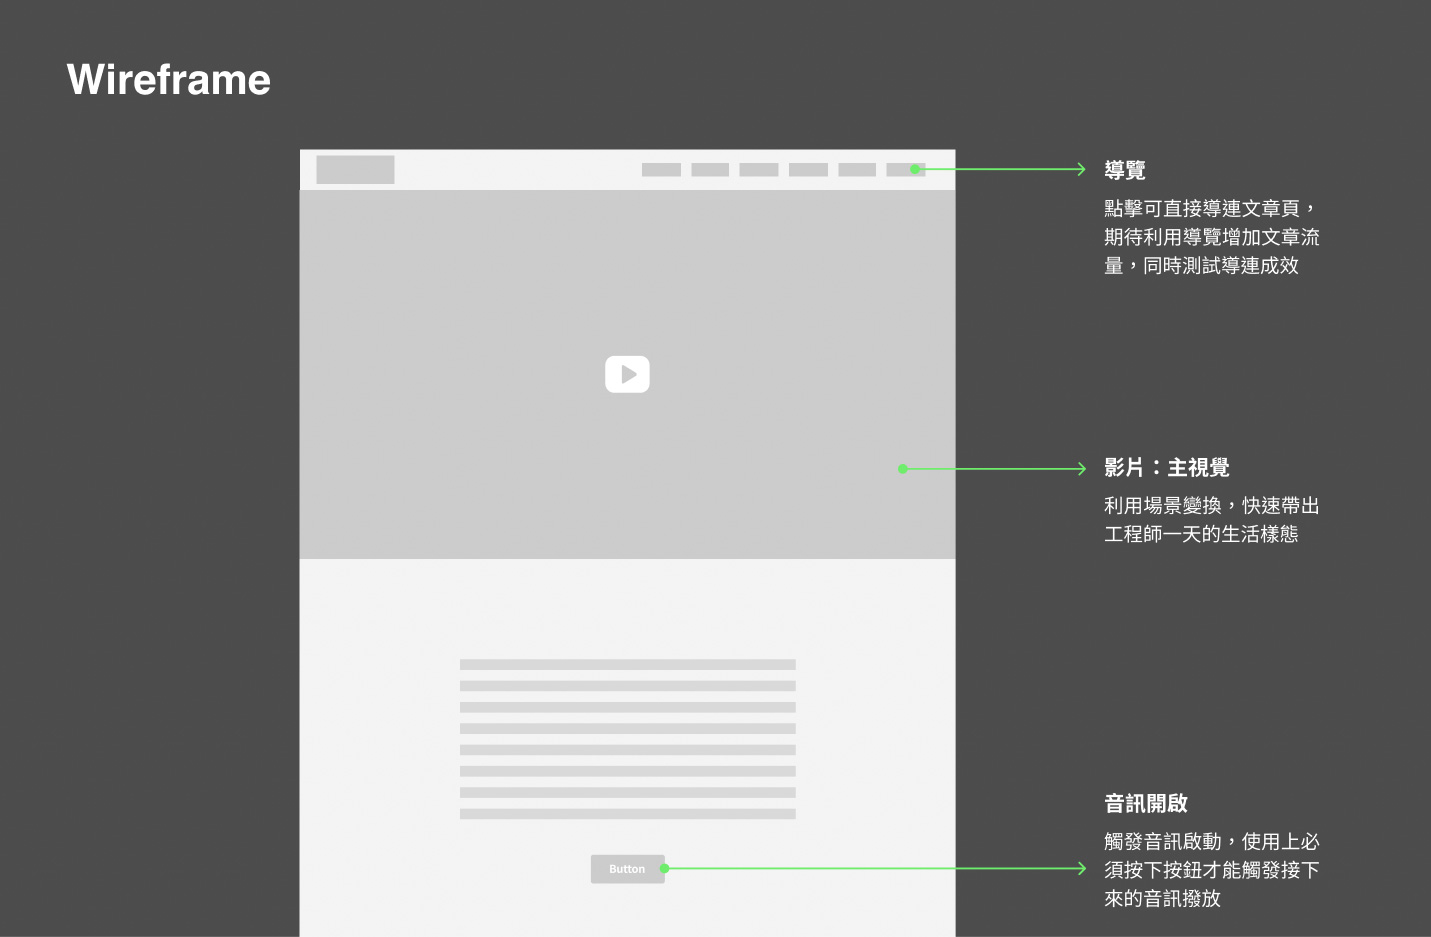 Wireframe
導覽
點擊可直接導連文章頁，
期待利用導覽增加文章流
量，同時測試導連成效
影片：主視覺
利用場景變換，快速帶出
工程師一天的生活樣態
音訊開啟
觸發音訊啟動，使用上必
須按下按鈕才能觸發接下
來的音訊撥放
Button